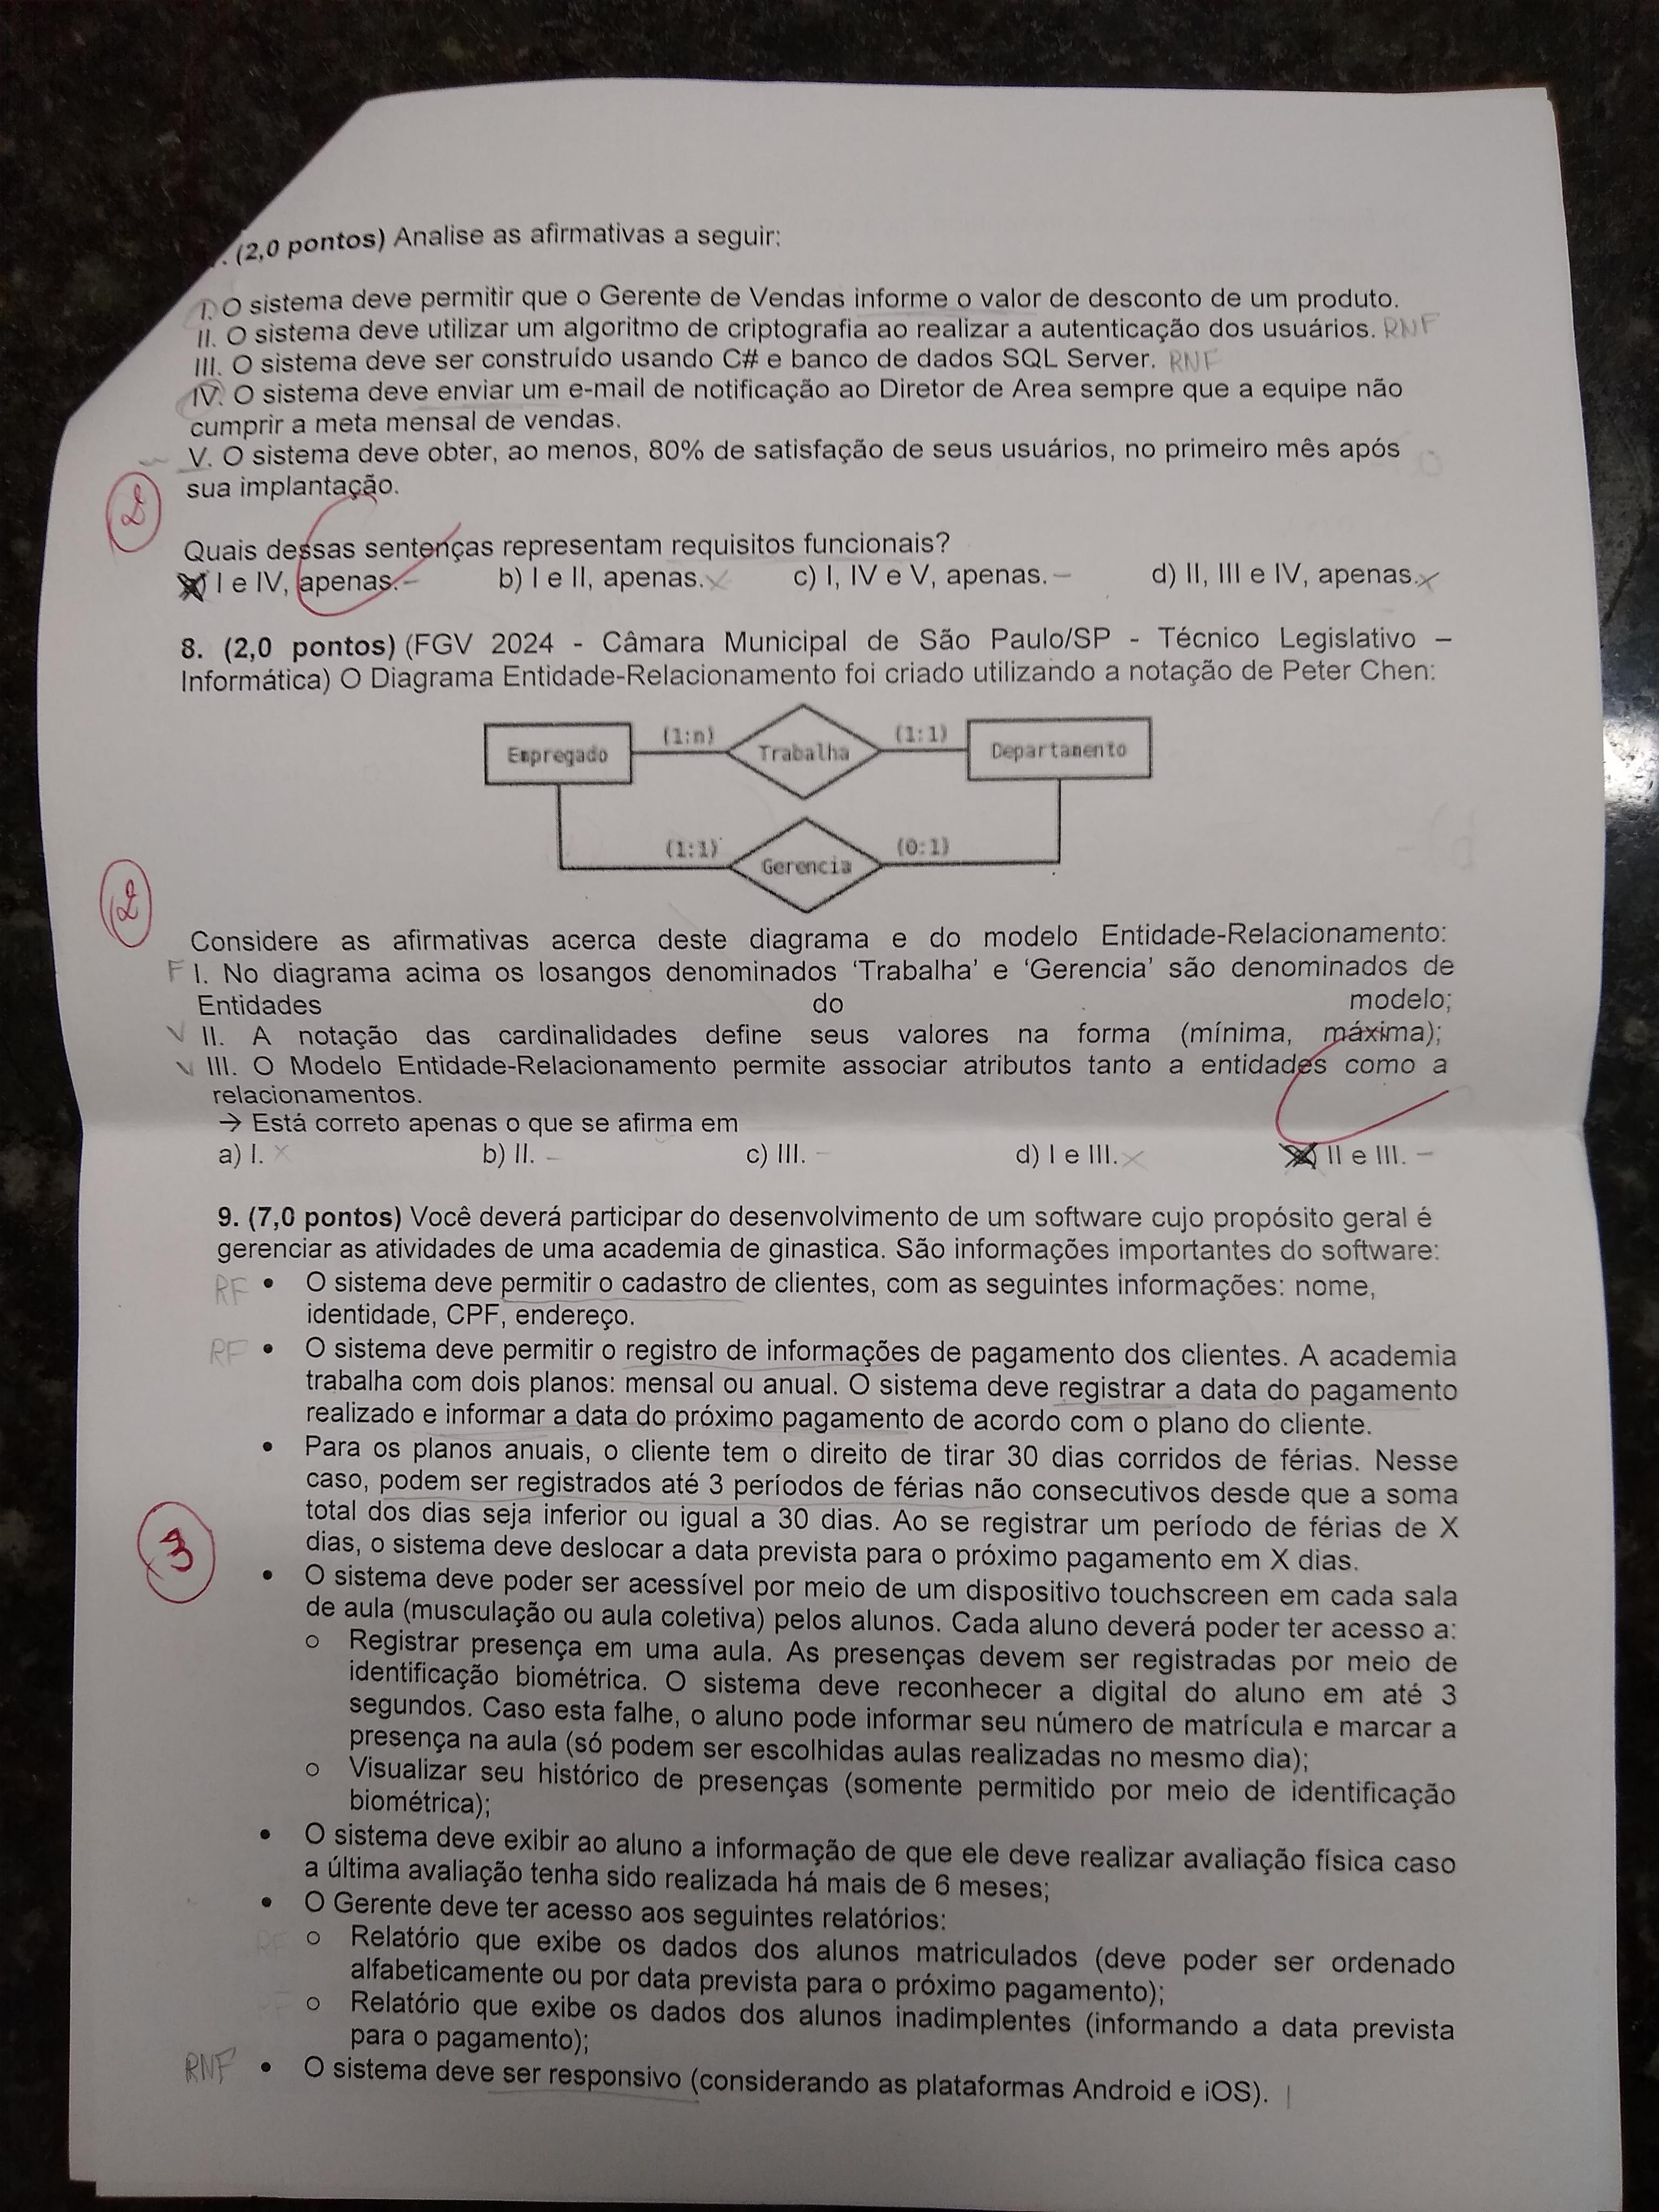 . (2,0 pontos) Analise as afirmativas a seguir:
I. O sistema deve permitir que o Gerente de Vendas informe o valor de desconto de um produto.
II. O sistema deve utilizar um algoritmo de criptografia ao realizar a autenticação dos usuários. RNF
III. O sistema deve ser construído usando C# e banco de dados SQL Server. RNF
IV. O sistema deve enviar um e-mail de notificação ao Diretor de Area sempre que a equipe não
cumprir a meta mensal de vendas.
V. O sistema deve obter, ao menos, 80% de satisfação de seus usuários, no primeiro mês após
sua implantação.
2
Quais dessas sentenças representam requisitos funcionais?
a) I e IV, apenas. b) I e II, apenas. c) I, IV e V, apenas. d) II, III e IV, apenas.
8. (2,0 pontos) (FGV 2024 - Câmara Municipal de São Paulo/SP - Técnico Legislativo –
Informática) O Diagrama Entidade-Relacionamento foi criado utilizando a notação de Peter Chen:
Empregado (1:n) Trabalha (1:1) Departamento
(1:1) Gerencia (0:1)
2
Considere as afirmativas acerca deste diagrama e do modelo Entidade-Relacionamento:
F I. No diagrama acima os losangos denominados ‘Trabalha’ e ‘Gerencia’ são denominados de
Entidades do modelo;
V II. A notação das cardinalidades define seus valores na forma (mínima, máxima);
V III. O Modelo Entidade-Relacionamento permite associar atributos tanto a entidades como a
relacionamentos.
→ Está correto apenas o que se afirma em
a) I. b) II. c) III. d) I e III. II e III.
9. (7,0 pontos) Você deverá participar do desenvolvimento de um software cujo propósito geral é
gerenciar as atividades de uma academia de ginastica. São informações importantes do software:
RF • O sistema deve permitir o cadastro de clientes, com as seguintes informações: nome,
identidade, CPF, endereço.
RF • O sistema deve permitir o registro de informações de pagamento dos clientes. A academia
trabalha com dois planos: mensal ou anual. O sistema deve registrar a data do pagamento
realizado e informar a data do próximo pagamento de acordo com o plano do cliente.
• Para os planos anuais, o cliente tem o direito de tirar 30 dias corridos de férias. Nesse
caso, podem ser registrados até 3 períodos de férias não consecutivos desde que a soma
total dos dias seja inferior ou igual a 30 dias. Ao se registrar um período de férias de X
dias, o sistema deve deslocar a data prevista para o próximo pagamento em X dias.
3
• O sistema deve poder ser acessível por meio de um dispositivo touchscreen em cada sala
de aula (musculação ou aula coletiva) pelos alunos. Cada aluno deverá poder ter acesso a:
○ Registrar presença em uma aula. As presenças devem ser registradas por meio de
identificação biométrica. O sistema deve reconhecer a digital do aluno em até 3
segundos. Caso esta falhe, o aluno pode informar seu número de matrícula e marcar a
presença na aula (só podem ser escolhidas aulas realizadas no mesmo dia);
○ Visualizar seu histórico de presenças (somente permitido por meio de identificação
biométrica);
• O sistema deve exibir ao aluno a informação de que ele deve realizar avaliação física caso
a última avaliação tenha sido realizada há mais de 6 meses;
• O Gerente deve ter acesso aos seguintes relatórios:
RF ○ Relatório que exibe os dados dos alunos matriculados (deve poder ser ordenado
alfabeticamente ou por data prevista para o próximo pagamento);
RF ○ Relatório que exibe os dados dos alunos inadimplentes (informando a data prevista
para o pagamento);
RNF • O sistema deve ser responsivo (considerando as plataformas Android e iOS).